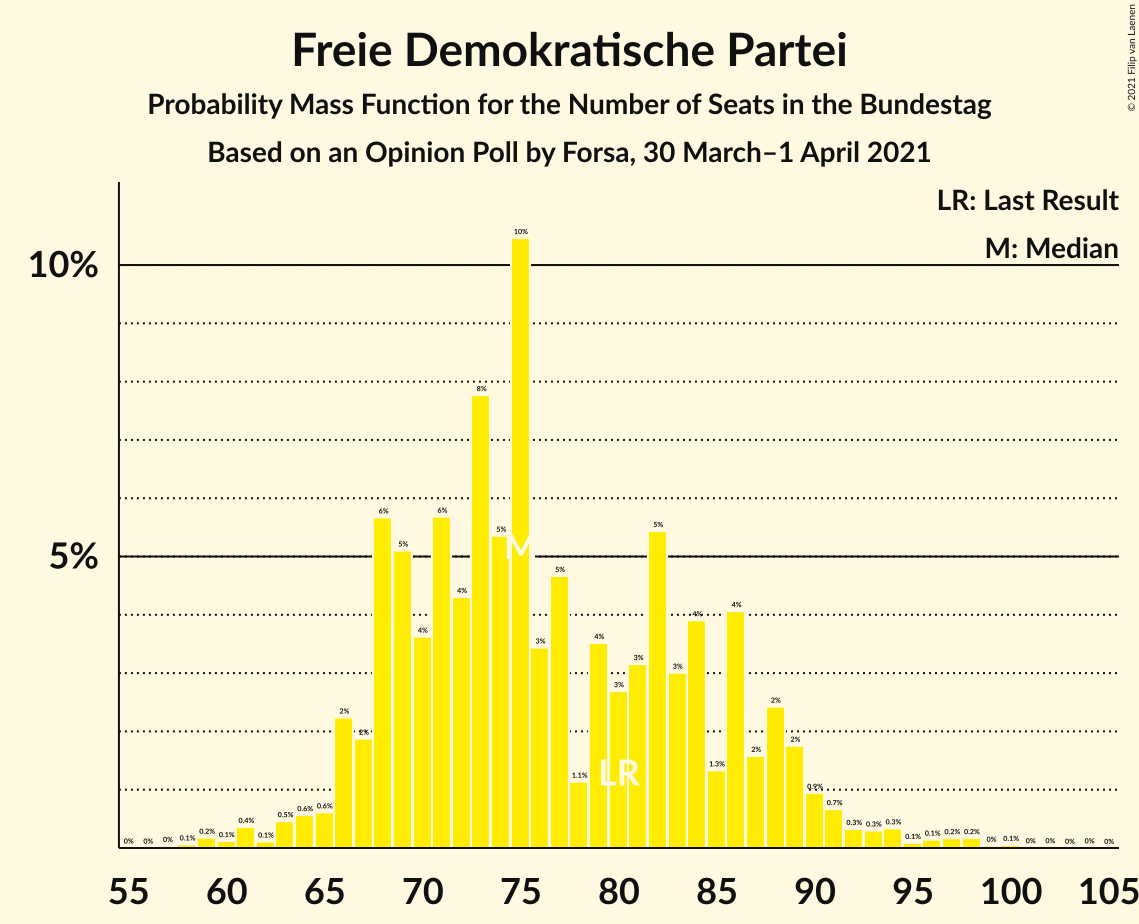 Freie Demokratische Partei
Probability Mass Function for the Number of Seats in the Bundestag
Based on an Opinion Poll by Forsa, 30 March–1 April 2021
© 2021 Filip van Laenen
LR: Last Result
M: Median
10%
5%
0% 0% 0% 0.1% 0.2% 0.1% 0.4% 0.1% 0.5% 0.6% 0.6% 2% 2% 6% 5% 4% 6% 4% 8% 5% 10% 3% 5% 1.1% 4% 3% 3% 5% 3% 4% 1.3% 4% 2% 2% 2% 0.9% 0.7% 0.3% 0.3% 0.3% 0.1% 0.1% 0.2% 0.2% 0% 0.1% 0% 0% 0% 0% 0%
M
LR
55 60 65 70 75 80 85 90 95 100 105